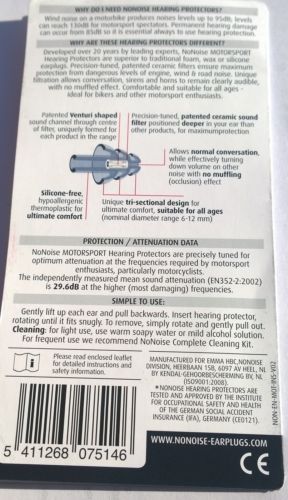 WHY DO I NEED NONOISE HEARING PROTECTORS?
Wind noise on a motorbike produces noises levels up to 95dB, levels
can reach 130dB for motorsport spectators. Permanent hearing damage
can occur from 85dB so it is essential always to use hearing protection.
WHY ARE THESE HEARING PROTECTORS DIFFERENT?
Developed over 20 years by leading experts, NoNoise MOTORSPORT
Hearing Protectors are superior to traditional foam, wax or silicone
earplugs. Precision-tuned, patented ceramic filters ensure maximum
protection from dangerous levels of engine, wind & road noise. Unique
filtration allows conversation, sirens and horns to remain clearly audible,
with no muffled effect. Comfortable and suitable for all ages -
ideal for bikers and other motorsport enthusiasts.
Patented Venturi shaped
sound channel through centre
of filter, uniquely formed for
each product in the range
Precision-tuned, patented ceramic sound
filter positioned deeper in your ear than
other products, for maximumprotection
Allows normal conversation,
while effectively turning
down volume on other
noise with no muffling
(occlusion) effect
Silicone-free,
hypoallergenic
thermoplastic for
ultimate comfort
Unique tri-sectional design for
ultimate comfort, suitable for all ages
(nominal diameter range 6-12 mm)
PROTECTION / ATTENUATION DATA
NoNoise MOTORSPORT Hearing Protectors are precisely tuned for
optimum attenuation at the frequencies required by motorsport
enthusiasts, particularly motorcyclists.
The independently measured mean sound attenuation (EN352-2:2002)
is 29.6dB at the higher (most damaging) frequencies.
SIMPLE TO USE:
Gently lift up each ear and pull backwards. Insert hearing protector,
rotating until it fits snugly. To remove, simply rotate and gently pull out.
Cleaning: for light use, use warm soapy water or mild alcohol solution.
For frequent use we recommend NoNoise Complete Cleaning Kit.
i
Please read enclosed leaflet
for detailed instructions and
safety information.
MANUFACTURED FOR EMMA HBC,NONOISE
DIVISION, HEERBAAN 15B, 6097 AV HEEL, NL
BY KENDAL-GEHOORBESCHERMING BV, NL
(ISO9001:2008).
• NONOISE HEARING PROTECTORS ARE
TESTED AND APPROVED BY THE INSTITUTE
FOR OCCUPATIONAL SAFETY AND HEALTH
OF THE GERMAN SOCIAL ACCIDENT
INSURANCE (IFA), GERMANY (CE0121).
NON-EN-MOT-INS-V02
5 411268 075146
WWW.NONOISE-EARPLUGS.COM